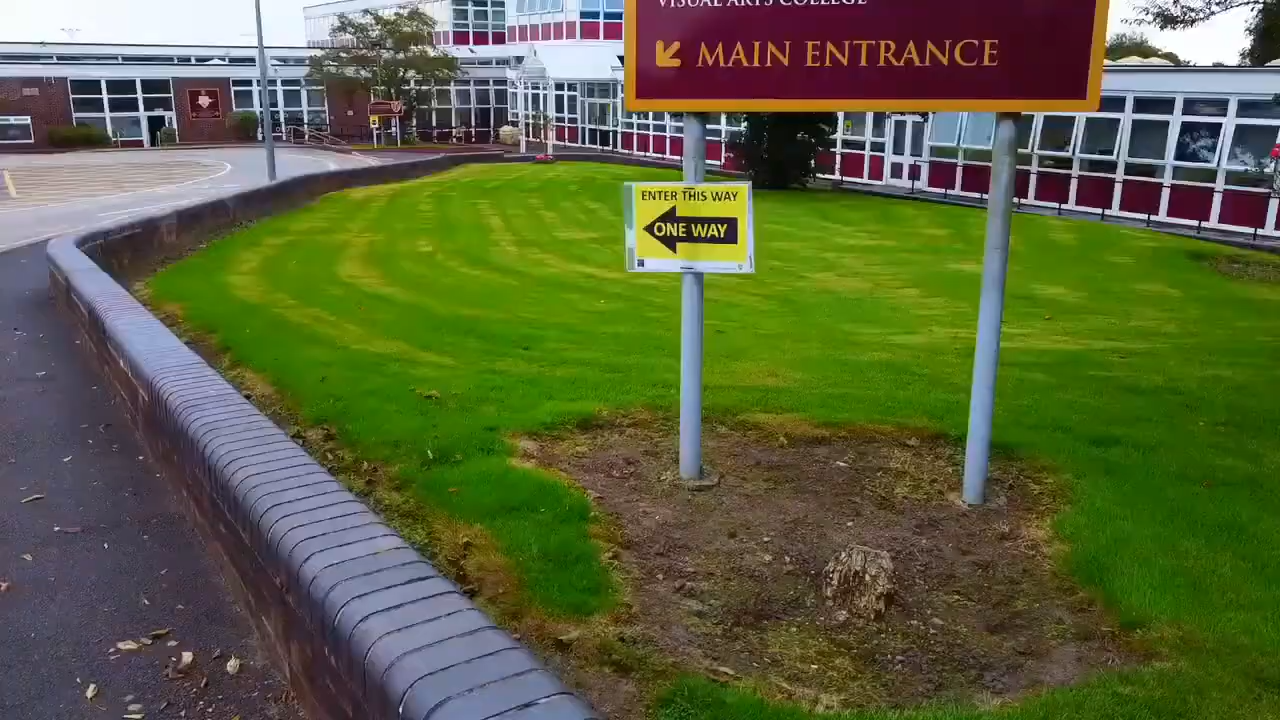 VISUAL ARTS COLLEGE
MAIN ENTRANCE
ENTER THIS WAY
ONE WAY